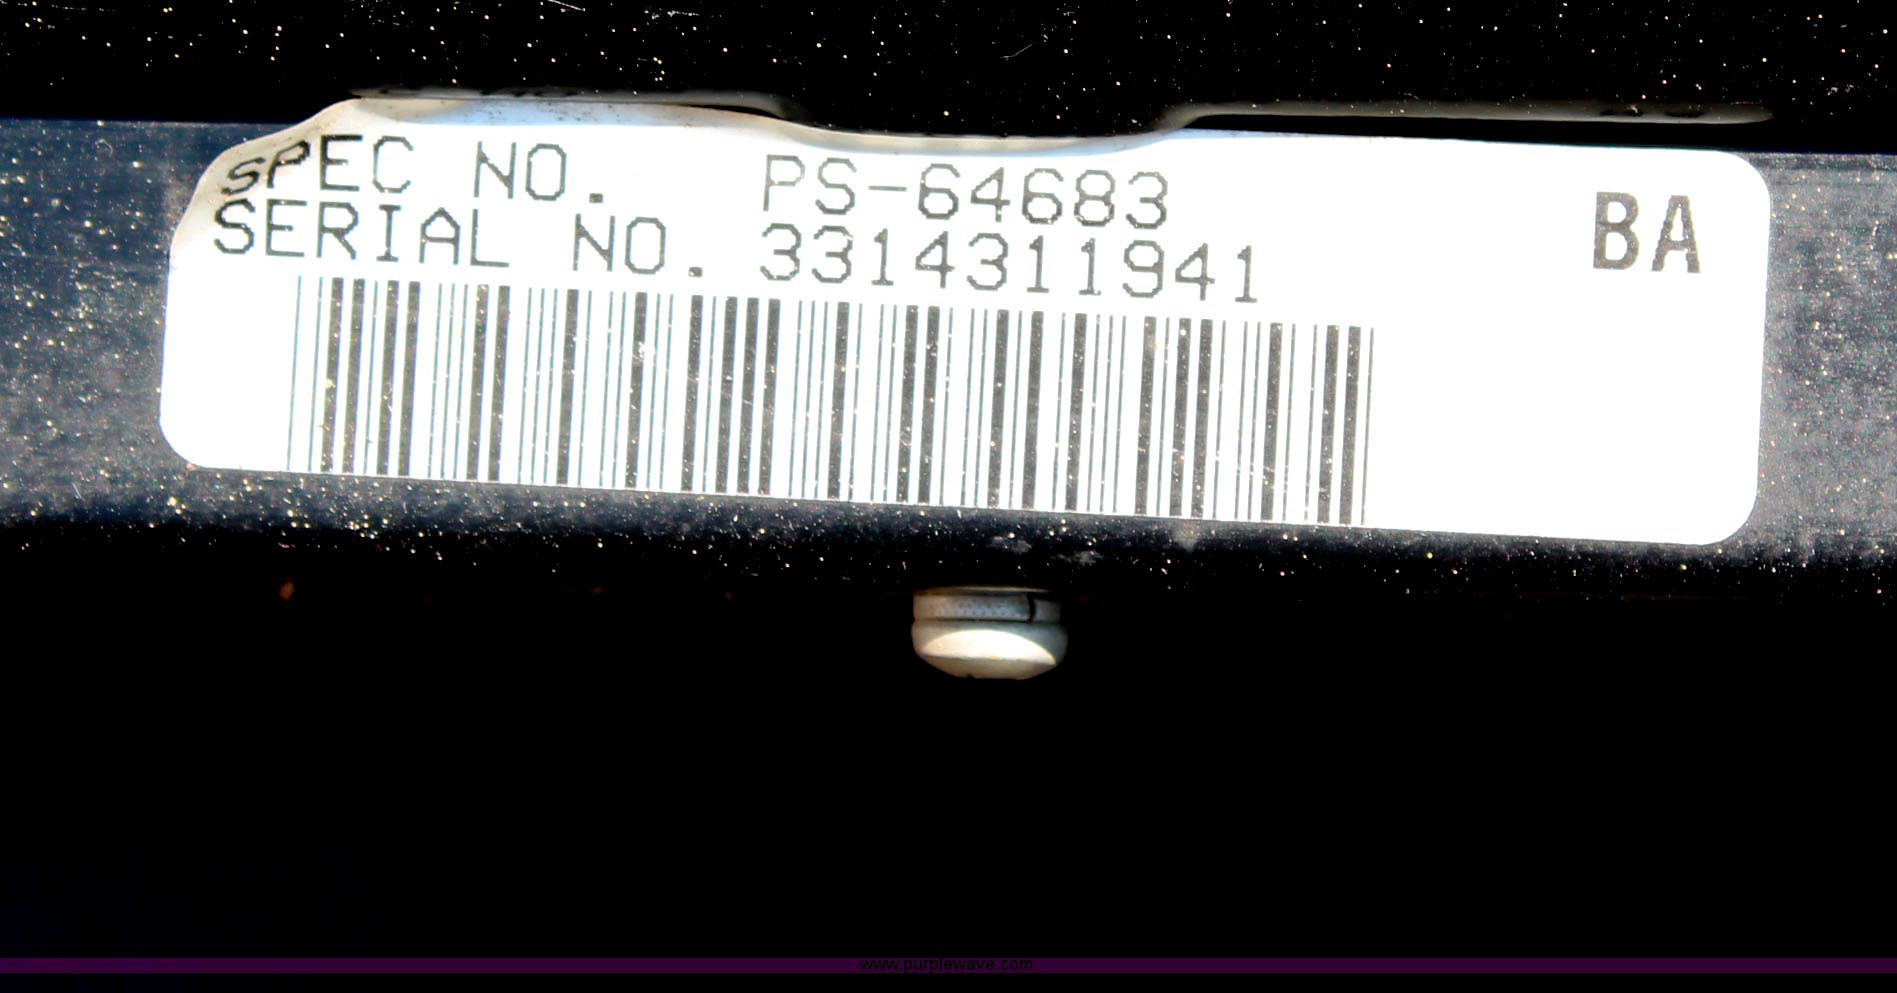 SPEC NO. PS-64683
BA
SERIAL NO. 3314311941
www.purplewave.com